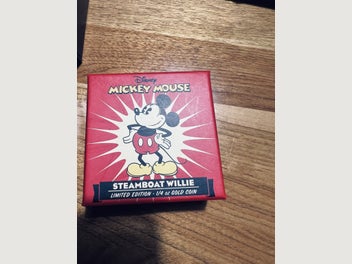 Disney
MICKEY MOUSE
STEAMBOAT WILLIE
LIMITED EDITION · 1/4 oz GOLD COIN